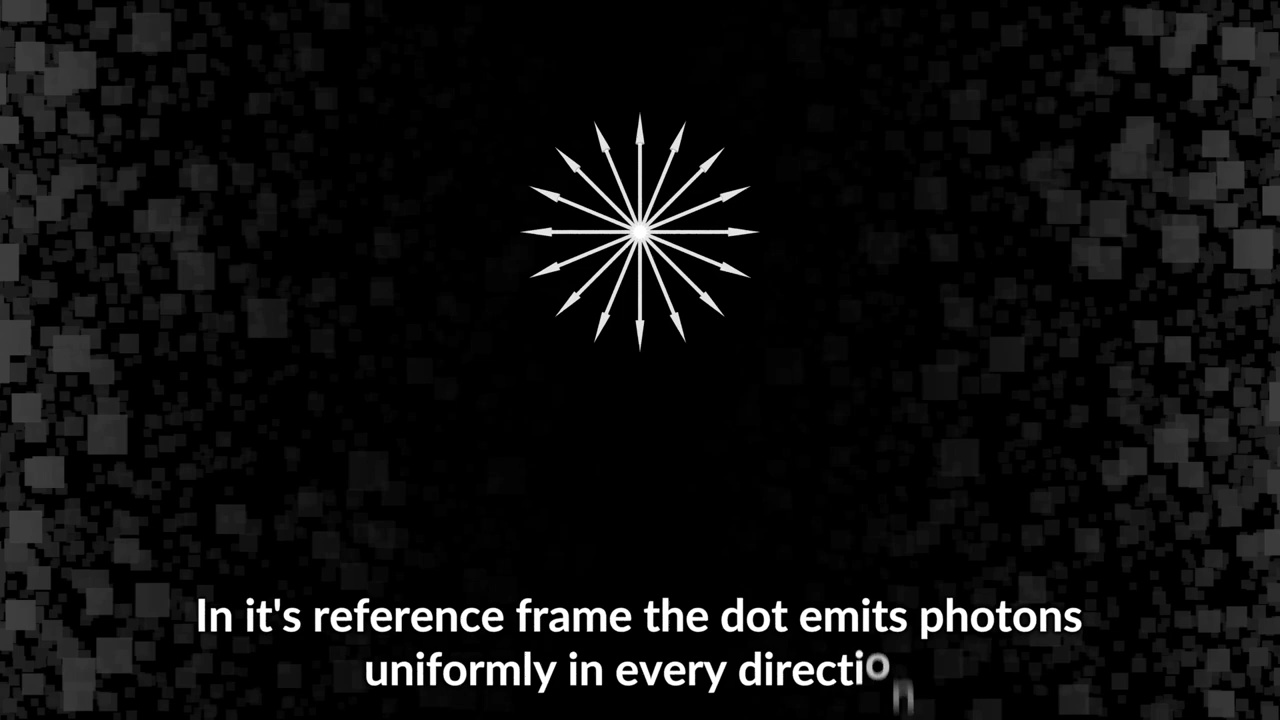 In it's reference frame the dot emits photons
uniformly in every direction